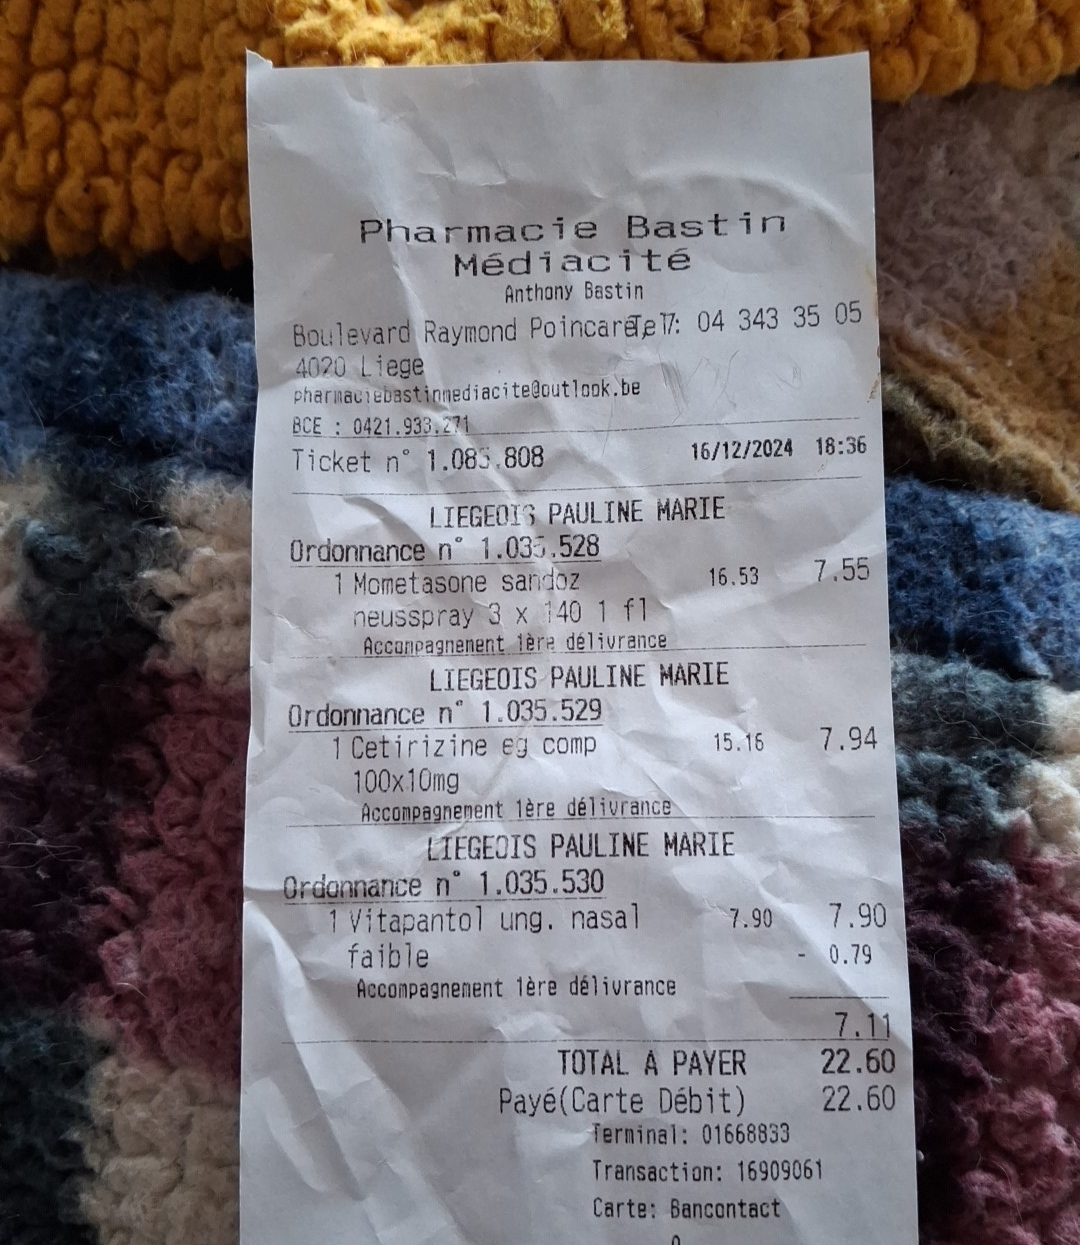 Pharmacie Bastin
Médiacité
Anthony Bastin
Boulevard Raymond Poincaré, 7 Tel: 04 343 35 05
4020 Liege
pharmaciebastinmediacite@outlook.be
BCE : 0421.933.271
Ticket n° 1.085.808 16/12/2024 18:36
LIEGEOIS PAULINE MARIE
Ordonnance n° 1.035.528
1 Mometasone sandoz 16.53 7.55
neusspray 3 x 140 1 fl
Accompagnement 1ère délivrance
LIEGEOIS PAULINE MARIE
Ordonnance n° 1.035.529
1 Cetirizine eg comp 15.16 7.94
100x10mg
Accompagnement 1ère délivrance
LIEGEOIS PAULINE MARIE
Ordonnance n° 1.035.530
1 Vitapantol ung. nasal 7.90 7.90
faible - 0.79
Accompagnement 1ère délivrance
7.11
TOTAL A PAYER 22.60
Payé(Carte Débit) 22.60
Terminal: 01668833
Transaction: 16909061
Carte: Bancontact